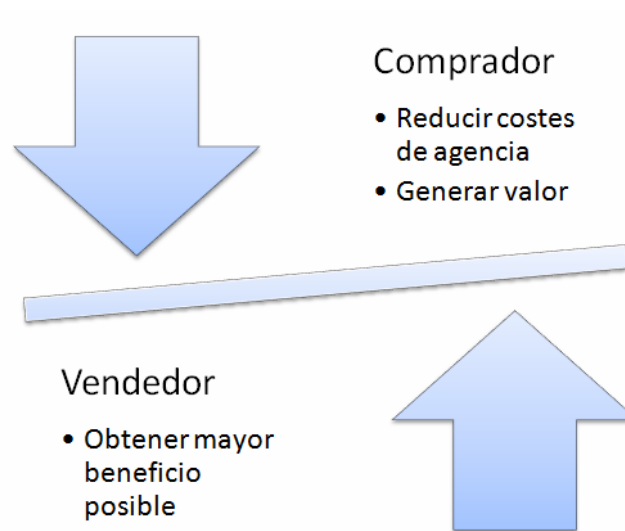 Comprador
• Reducir costes
de agencia
• Generar valor
Vendedor
• Obtener mayor
beneficio
posible